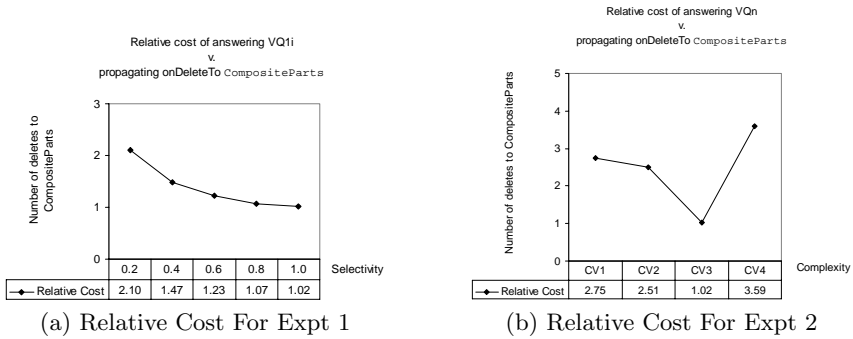 Relative cost of answering VQ1i
v.
propagating onDeleteTo CompositeParts
Number of deletes to
CompositeParts
3
2
1
0
0.2 0.4 0.6 0.8 1.0 Selectivity
Relative Cost 2.10 1.47 1.23 1.07 1.02
(a) Relative Cost For Expt 1
Relative cost of answering VQn
v.
propagating onDeleteTo CompositeParts
Number of deletes to CompositeParts
5
4
3
2
1
0
CV1 CV2 CV3 CV4 Complexity
Relative Cost 2.75 2.51 1.02 3.59
(b) Relative Cost For Expt 2